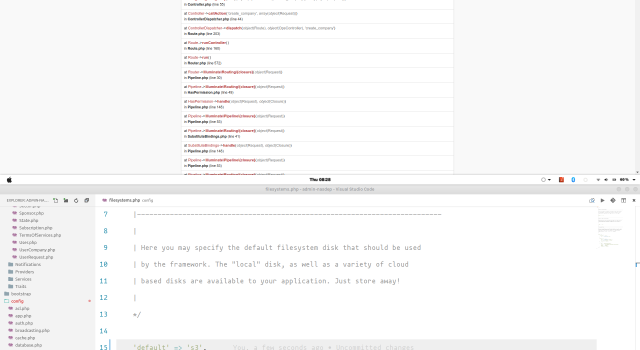 in Controller.php (line 55)
at Controller->callAction('create_company', array(object(Request)))
in ControllerDispatcher.php (line 44)
at ControllerDispatcher->dispatch(object(Route), object(OpsController), 'create_company')
in Route.php (line 203)
at Route->runController()
in Route.php (line 160)
at Route->run()
in Router.php (line 572)
at Router->Illuminate\Routing\{closure}(object(Request))
in Pipeline.php (line 30)
at Pipeline->Illuminate\Routing\{closure}(object(Request))
in HasPermission.php (line 49)
at HasPermission->handle(object(Request), object(Closure))
in Pipeline.php (line 148)
at Pipeline->Illuminate\Pipeline\{closure}(object(Request))
in Pipeline.php (line 53)
at Pipeline->Illuminate\Routing\{closure}(object(Request))
in SubstituteBindings.php (line 41)
at SubstituteBindings->handle(object(Request), object(Closure))
in Pipeline.php (line 148)
at Pipeline->Illuminate\Pipeline\{closure}(object(Request))
in Pipeline.php (line 53)
at Pipeline->Illuminate\Routing\{closure}(object(Request))
Thu 08:28
filesystems.php - Visual Studio Code
filesystems.php config
Sponsor.php
State.php
Subscription.php
TermsOfServices.php
Users.php
UserCompany.php
UserRequest.php
Notifications
Providers
Services
Traits
bootstrap
config
acl.php
app.php
auth.php
broadcasting.php
cache.php
database.php
7 |--------------------------------------------------------------------------
8 |
9 | Here you may specify the default filesystem disk that should be used
10 | by the framework. The "local" disk, as well as a variety of cloud
11 | based disks are available to your application. Just store away!
12 |
13 */
14
15 'default' => 's3', You, a few seconds ago • Uncommitted changes